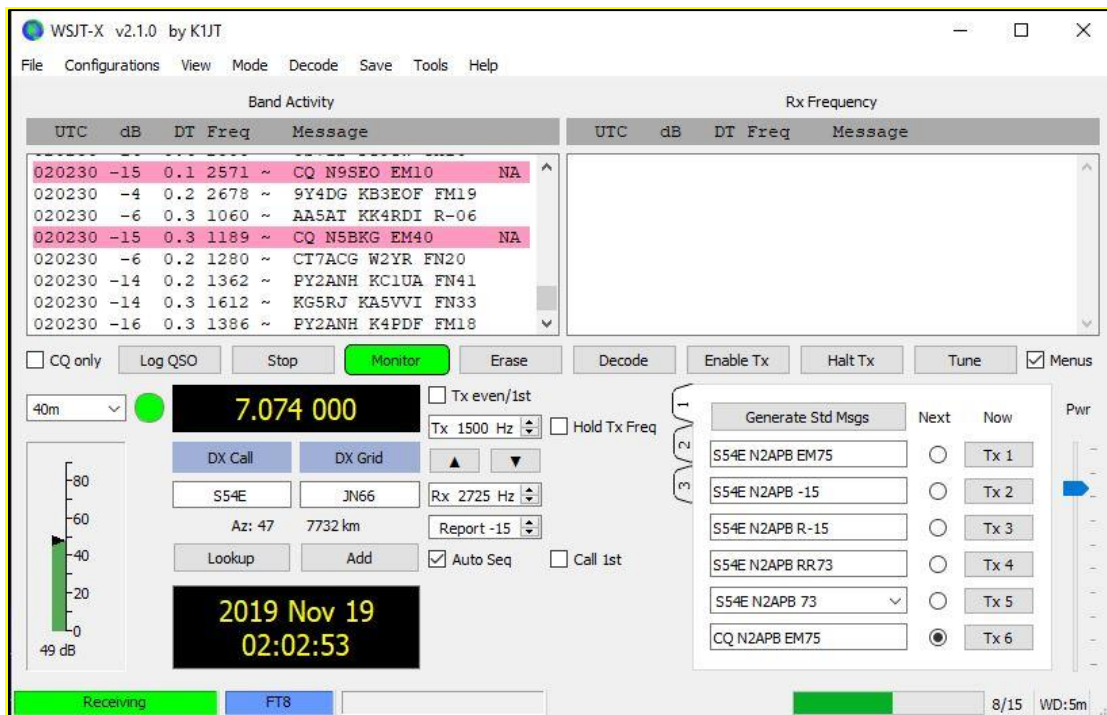 WSJT-X v2.1.0 by K1JT
File Configurations View Mode Decode Save Tools Help
Band Activity
UTC dB DT Freq Message
020230 -15 0.1 2571 ~ CQ N9SEO EM10 NA
020230 -4 0.2 2678 ~ 9Y4DG KB3EOF FM19
020230 -6 0.3 1060 ~ AA5AT KK4RDI R-06
020230 -15 0.3 1189 ~ CQ N5BKG EM40 NA
020230 -6 0.2 1280 ~ CT7ACG W2YR FN20
020230 -14 0.2 1362 ~ PY2ANH KC1UA FN41
020230 -14 0.3 1612 ~ KG5RJ KA5VVI FN33
020230 -16 0.3 1386 ~ PY2ANH K4PDF FM18
Rx Frequency
UTC dB DT Freq Message
CQ only Log QSO Stop Monitor Erase Decode Enable Tx Halt Tx Tune Menus
40m
7.074 000
DX Call DX Grid
S54E JN66
Az: 47 7732 km
Lookup Add
2019 Nov 19
02:02:53
-80
-60
-40
-20
-0
49 dB
Tx even/1st
Tx 1500 Hz Hold Tx Freq
Rx 2725 Hz
Report -15
Auto Seq Call 1st
1
2
3
Generate Std Msgs Next Now
S54E N2APB EM75 Tx 1
S54E N2APB -15 Tx 2
S54E N2APB R-15 Tx 3
S54E N2APB RR73 Tx 4
S54E N2APB 73 Tx 5
CQ N2APB EM75 Tx 6
Pwr
Receiving FT8 8/15 WD:5m